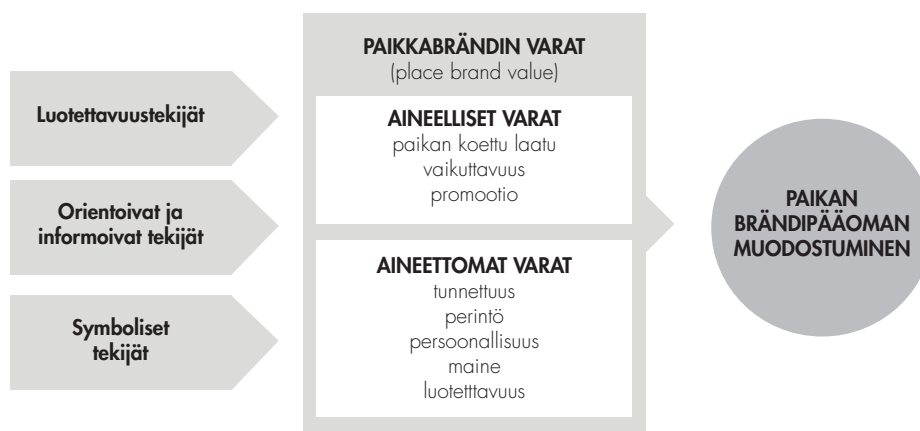 Luotettavuustekijät
Orientoivat ja
informoivat tekijät
Symboliset
tekijät
PAIKKABRÄNDIN VARAT
(place brand value)
AINEELLISET VARAT
paikan koettu laatu
vaikuttavuus
promootio
AINEETTOMAT VARAT
tunnettuus
perintö
persoonallisuus
maine
luotetttavuus
PAIKAN
BRÄNDIPÄÄOMAN
MUODOSTUMINEN